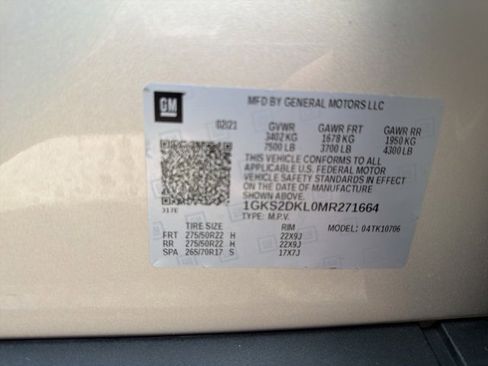 GM
MFD BY GENERAL MOTORS LLC
02/21
GVWR GAWR FRT GAWR RR
3402 KG 1678 KG 1950 KG
7500 LB 3700 LB 4300 LB
THIS VEHICLE CONFORMS TO ALL
APPLICABLE U.S. FEDERAL MOTOR
VEHICLE SAFETY STANDARDS IN EFFECT
ON THE DATE OF MANUFACTURE
SHOWN ABOVE.
1GKS2DKL0MR271664
317E
TYPE: M.P.V.
TIRE SIZE RIM MODEL: 04TK10706
FRT 275/50R22 H 22X9J
RR 275/50R22 H 22X9J
SPA 265/70R17 S 17X7J